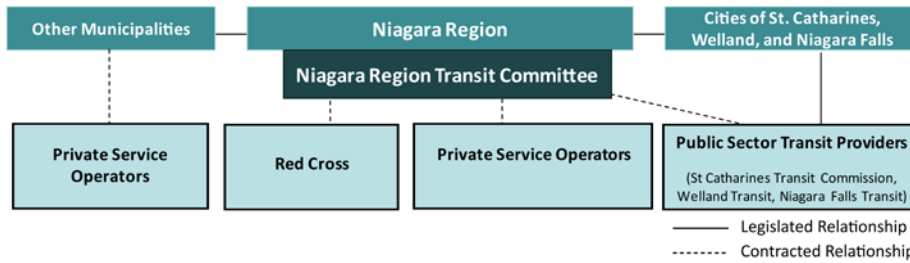 Other Municipalities
Niagara Region
Cities of St. Catharines,
Welland, and Niagara Falls
Niagara Region Transit Committee
Private Service
Operators
Red Cross
Private Service Operators
Public Sector Transit Providers
(St Catharines Transit Commission,
Welland Transit, Niagara Falls Transit)
Legislated Relationship
Contracted Relationship